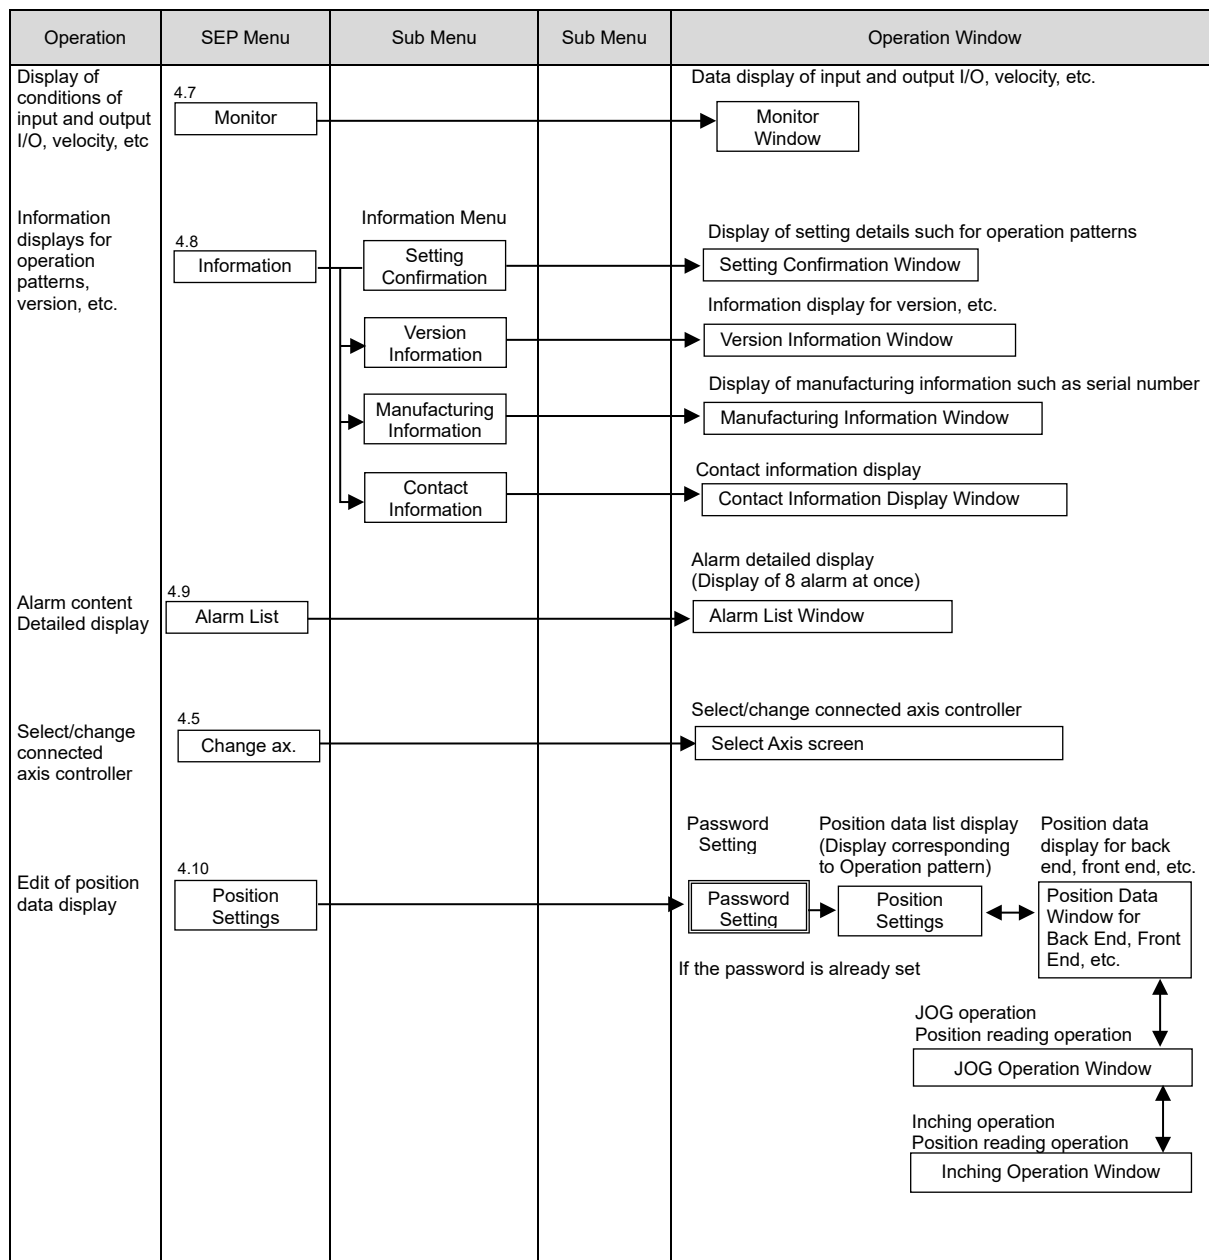 Operation
SEP Menu
Sub Menu
Sub Menu
Operation Window
Display of
conditions of
input and output
I/O, velocity, etc
4.7
Monitor
Data display of input and output I/O, velocity, etc.
Monitor
Window
Information
displays for
operation
patterns,
version, etc.
4.8
Information
Information Menu
Setting
Confirmation
Display of setting details such for operation patterns
Setting Confirmation Window
Version
Information
Information display for version, etc.
Version Information Window
Manufacturing
Information
Display of manufacturing information such as serial number
Manufacturing Information Window
Contact
Information
Contact information display
Contact Information Display Window
Alarm content
Detailed display
4.9
Alarm List
Alarm detailed display
(Display of 8 alarm at once)
Alarm List Window
Select/change
connected
axis controller
4.5
Change ax.
Select/change connected axis controller
Select Axis screen
Edit of position
data display
4.10
Position
Settings
Password
Setting
Password
Setting
If the password is already set
Position data list display
(Display corresponding
to Operation pattern)
Position
Settings
Position data
display for back
end, front end, etc.
Position Data
Window for
Back End, Front
End, etc.
JOG operation
Position reading operation
JOG Operation Window
Inching operation
Position reading operation
Inching Operation Window